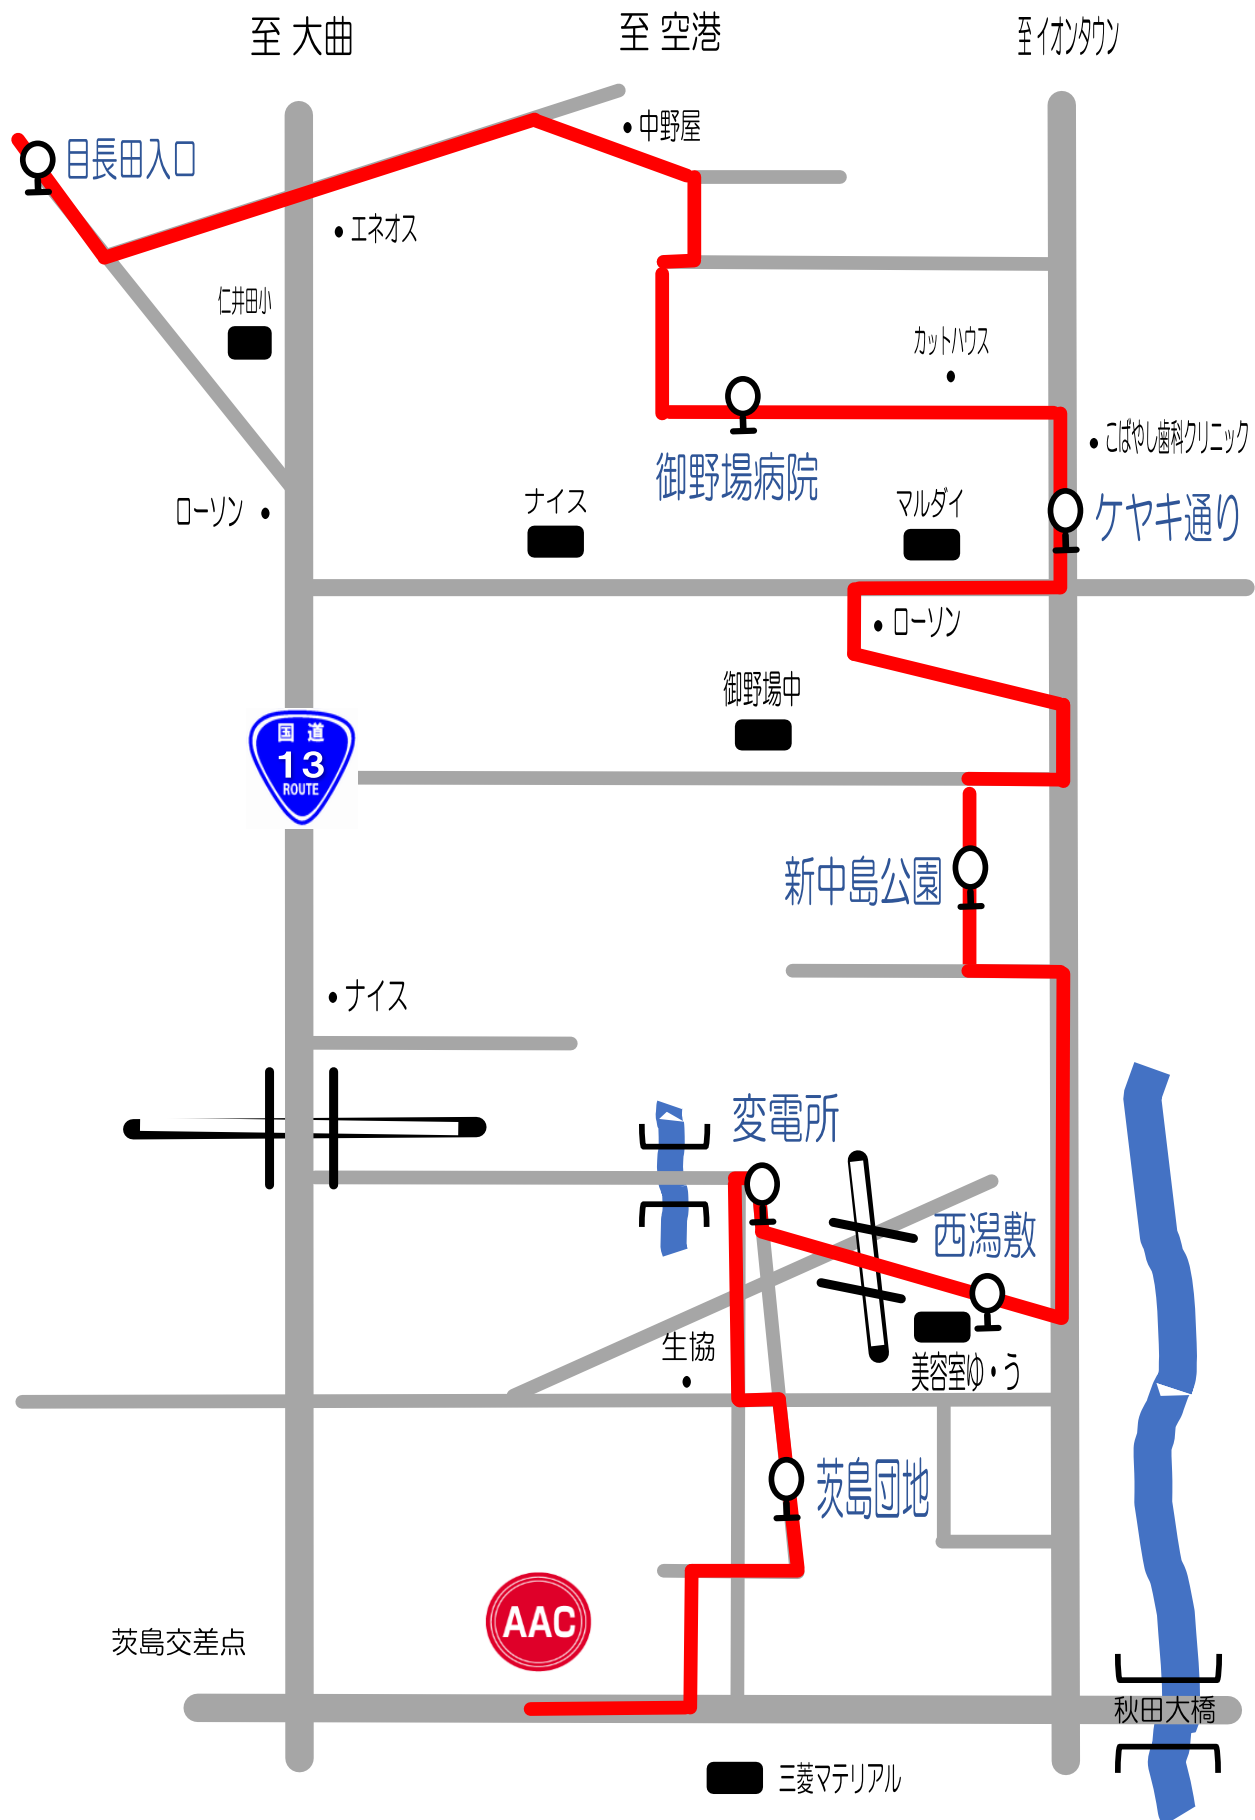 至 大曲
至 空港
至 イオンタウン
中野屋
目長田入口
エネオス
仁井田小
カットハウス
こばやし歯科クリニック
御野場病院
ナイス
マルダイ
ケヤキ通り
ローソン
ローソン
御野場中
国道
13
ROUTE
新中島公園
ナイス
変電所
西潟敷
生協
美容室ゆ・う
茨島団地
AAC
茨島交差点
秋田大橋
三菱マテリアル